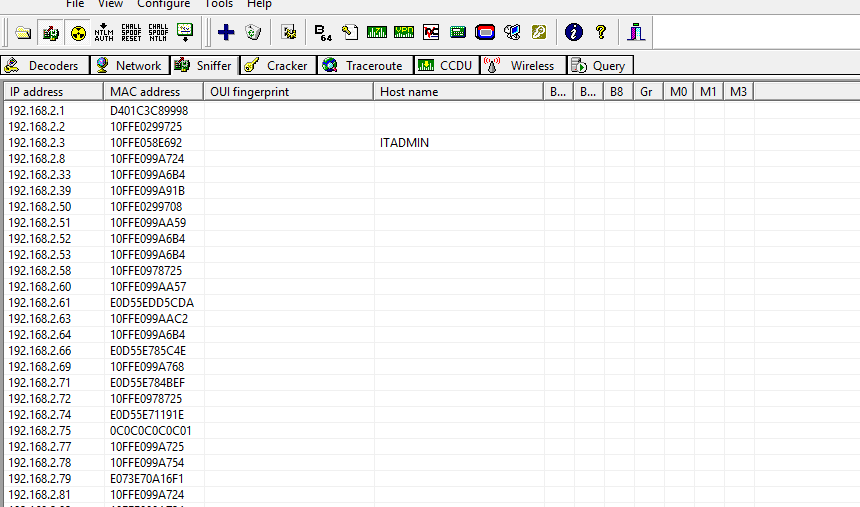 File View Configure Tools Help
NTLM AUTH CHALL SPOOF RESET CHALL SPOOF NTLM B64
Decoders Network Sniffer Cracker Traceroute CCDU Wireless Query
IP address MAC address OUI fingerprint Host name B... B... B8 Gr M0 M1 M3
192.168.2.1 D401C3C89998
192.168.2.2 10FFE0299725
192.168.2.3 10FFE058E692 ITADMIN
192.168.2.8 10FFE099A724
192.168.2.33 10FFE099A6B4
192.168.2.39 10FFE099A91B
192.168.2.50 10FFE0299708
192.168.2.51 10FFE099AA59
192.168.2.52 10FFE099A6B4
192.168.2.53 10FFE099A6B4
192.168.2.58 10FFE0978725
192.168.2.60 10FFE099AA57
192.168.2.61 E0D55EDD5CDA
192.168.2.63 10FFE099AAC2
192.168.2.64 10FFE099A6B4
192.168.2.66 E0D55E785C4E
192.168.2.69 10FFE099A768
192.168.2.71 E0D55E784BEF
192.168.2.72 10FFE0978725
192.168.2.74 E0D55E71191E
192.168.2.75 0C0C0C0C0C01
192.168.2.77 10FFE099A725
192.168.2.78 10FFE099A754
192.168.2.79 E073E70A16F1
192.168.2.81 10FFE099A724